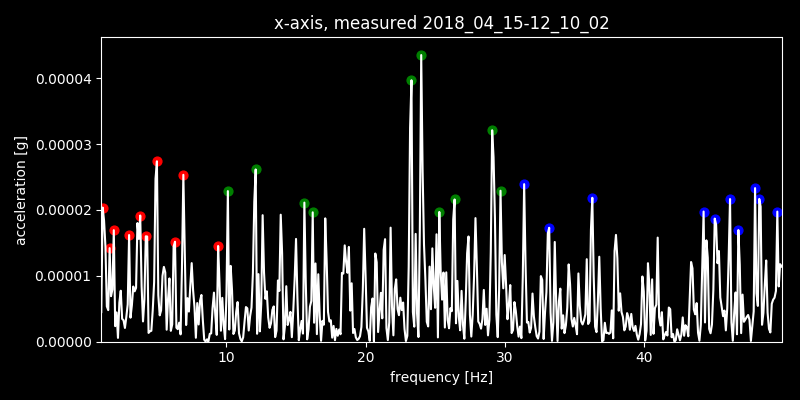 x-axis, measured 2018_04_15-12_10_02
acceleration [g]
0.00004
0.00003
0.00002
0.00001
0.00000
10 20 30 40
frequency [Hz]